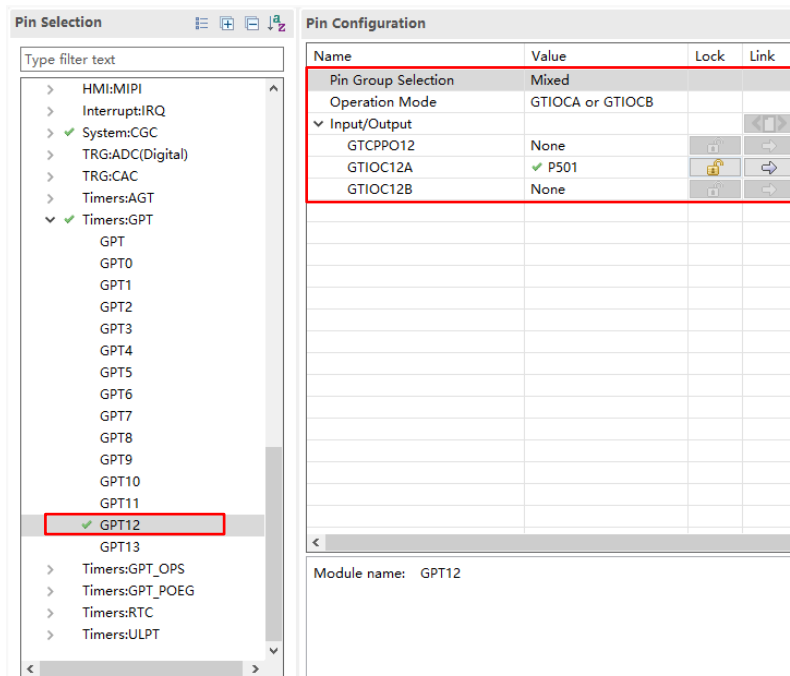 Pin Selection
Type filter text
HMI:MIPI
Interrupt:IRQ
System:CGC
TRG:ADC(Digital)
TRG:CAC
Timers:AGT
Timers:GPT
GPT
GPT0
GPT1
GPT2
GPT3
GPT4
GPT5
GPT6
GPT7
GPT8
GPT9
GPT10
GPT11
GPT12
GPT13
Timers:GPT_OPS
Timers:GPT_POEG
Timers:RTC
Timers:ULPT
Pin Configuration
Name Value Lock Link
Pin Group Selection Mixed
Operation Mode GTIOCA or GTIOCB
Input/Output
GTCPPO12 None
GTIOC12A P501
GTIOC12B None
Module name: GPT12